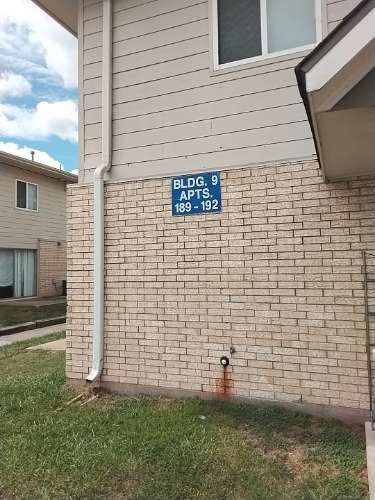 BLDG. 9
APTS.
189 - 192